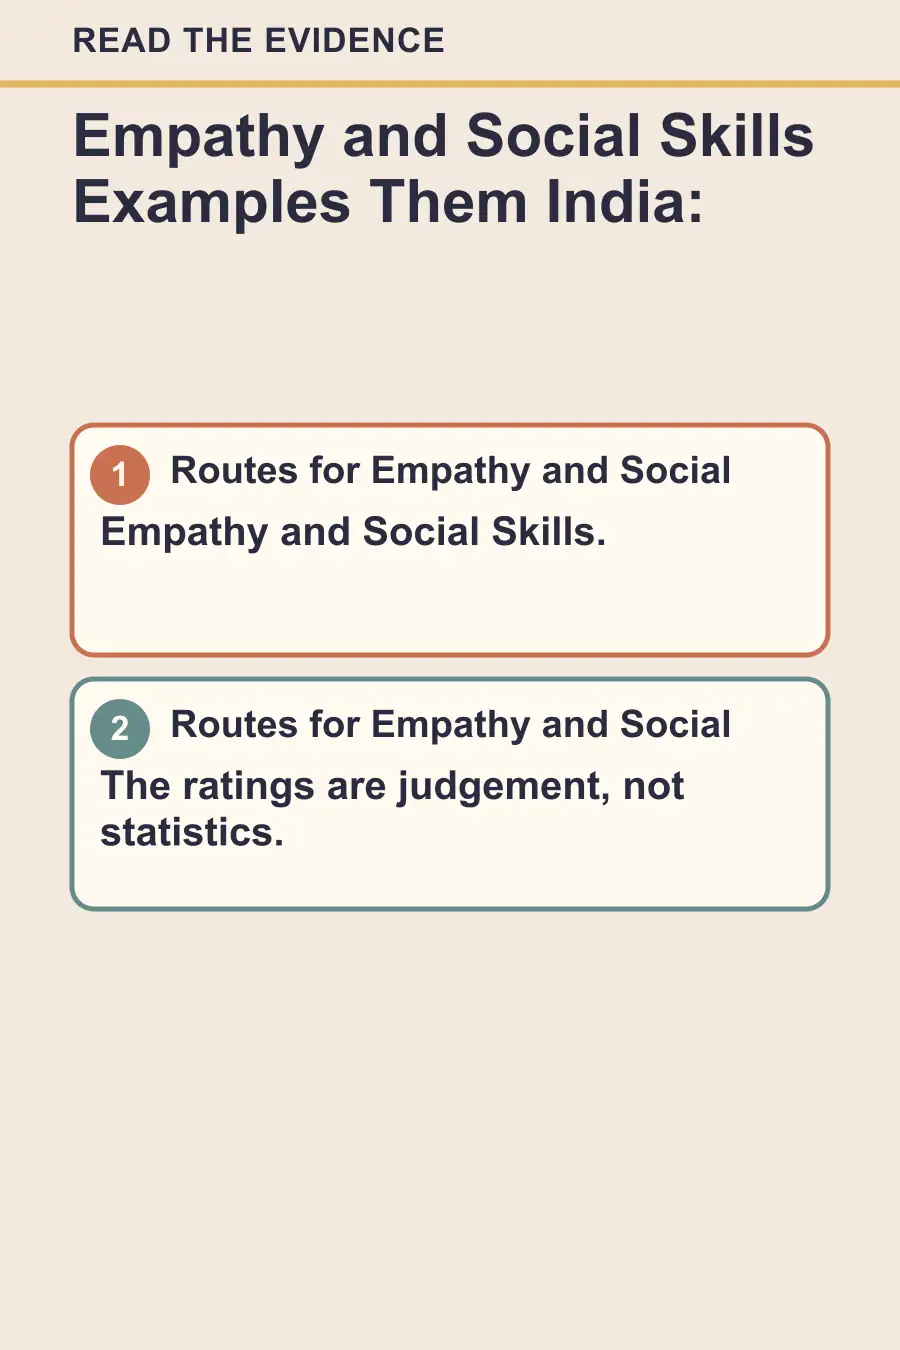 READ THE EVIDENCE
Empathy and Social Skills
Examples Them India:
1 Routes for Empathy and Social
Empathy and Social Skills.
2 Routes for Empathy and Social
The ratings are judgement, not
statistics.